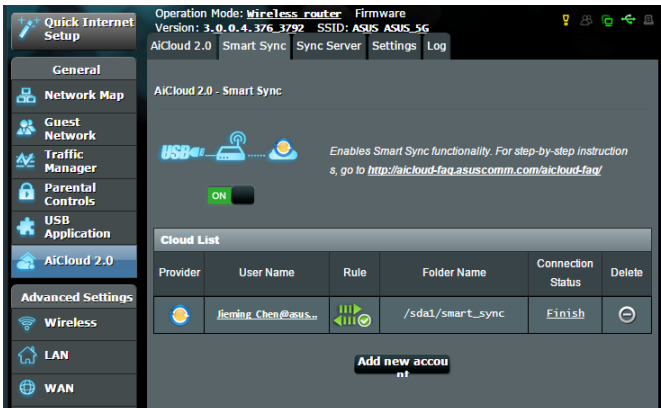 Quick Internet
Setup
Operation Mode: Wireless router Firmware
Version: 3.0.0.4.376_3792 SSID: ASUS ASUS_5G
AiCloud 2.0 Smart Sync Sync Server Settings Log
General
Network Map
Guest
Network
Traffic
Manager
Parental
Controls
USB
Application
AiCloud 2.0
Advanced Settings
Wireless
LAN
WAN
AiCloud 2.0 - Smart Sync
USB
Enables Smart Sync functionality. For step-by-step instruction
s, go to http://aicloud-faq.asuscomm.com/aicloud-faq/
ON
Cloud List
Provider User Name Rule Folder Name Connection Status Delete
Jieming_Chen@asus... /sda1/smart_sync Finish
Add new accou
nt